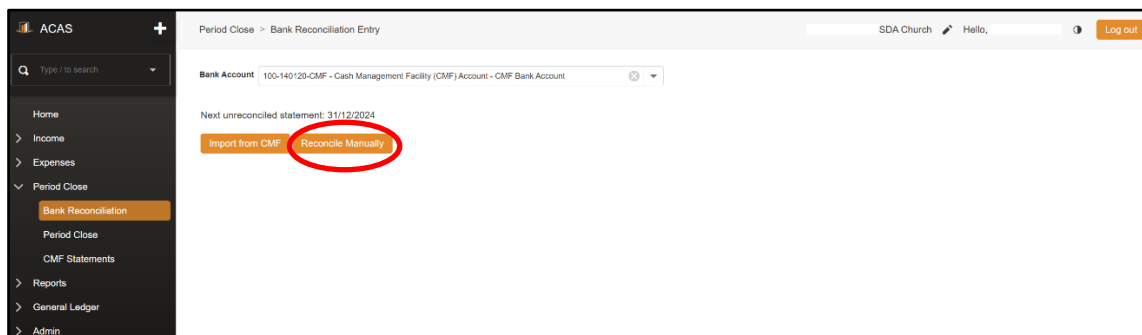 ACAS
Period Close > Bank Reconciliation Entry
SDA Church
Hello,
Log out
Type / to search
Bank Account
100-140120-CMF - Cash Management Facility (CMF) Account - CMF Bank Account
Home
Next unreconciled statement: 31/12/2024
Income
Import from CMF
Reconcile Manually
Expenses
Period Close
Bank Reconciliation
Period Close
CMF Statements
Reports
General Ledger
Admin